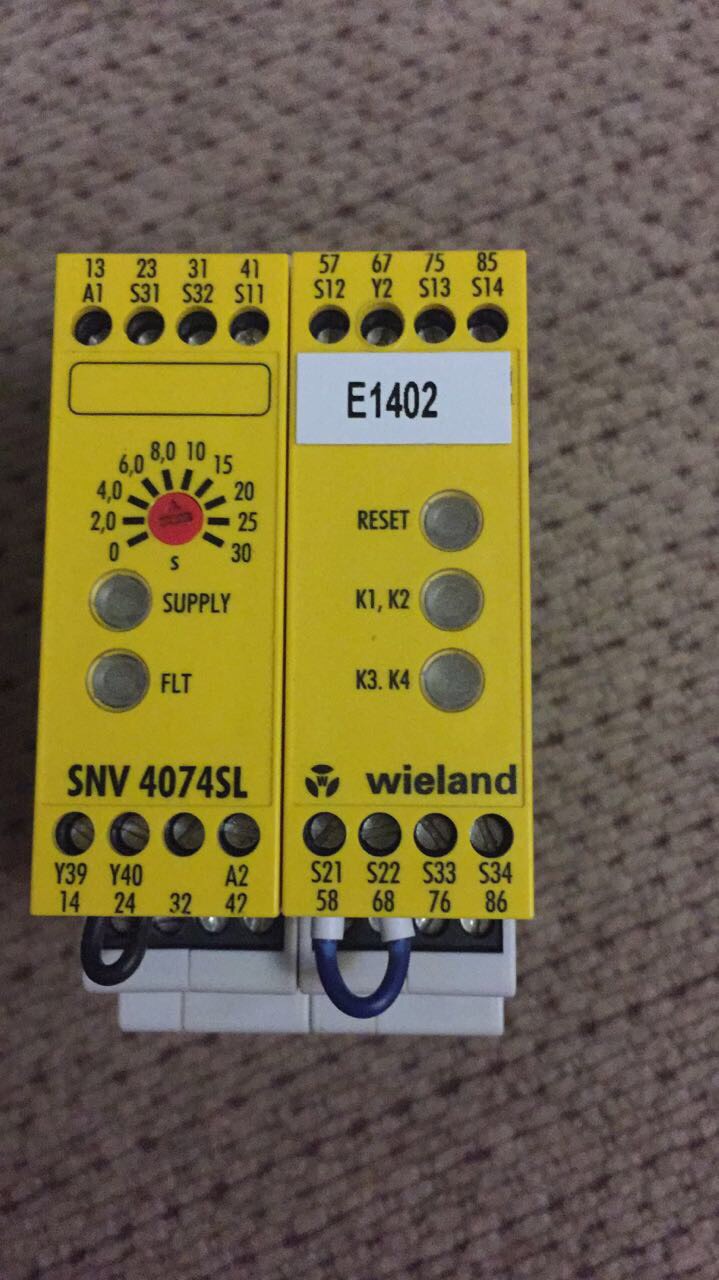 13 23 31 41
A1 S31 S32 S11
57 67 75 85
S12 Y2 S13 S14
E1402
0 2,0 4,0 6,0 8,0 10 15 20 25 30
s
SUPPLY
FLT
RESET
K1, K2
K3. K4
SNV 4074SL
wieland
Y39 Y40 A2
14 24 32 42
S21 S22 S33 S34
58 68 76 86